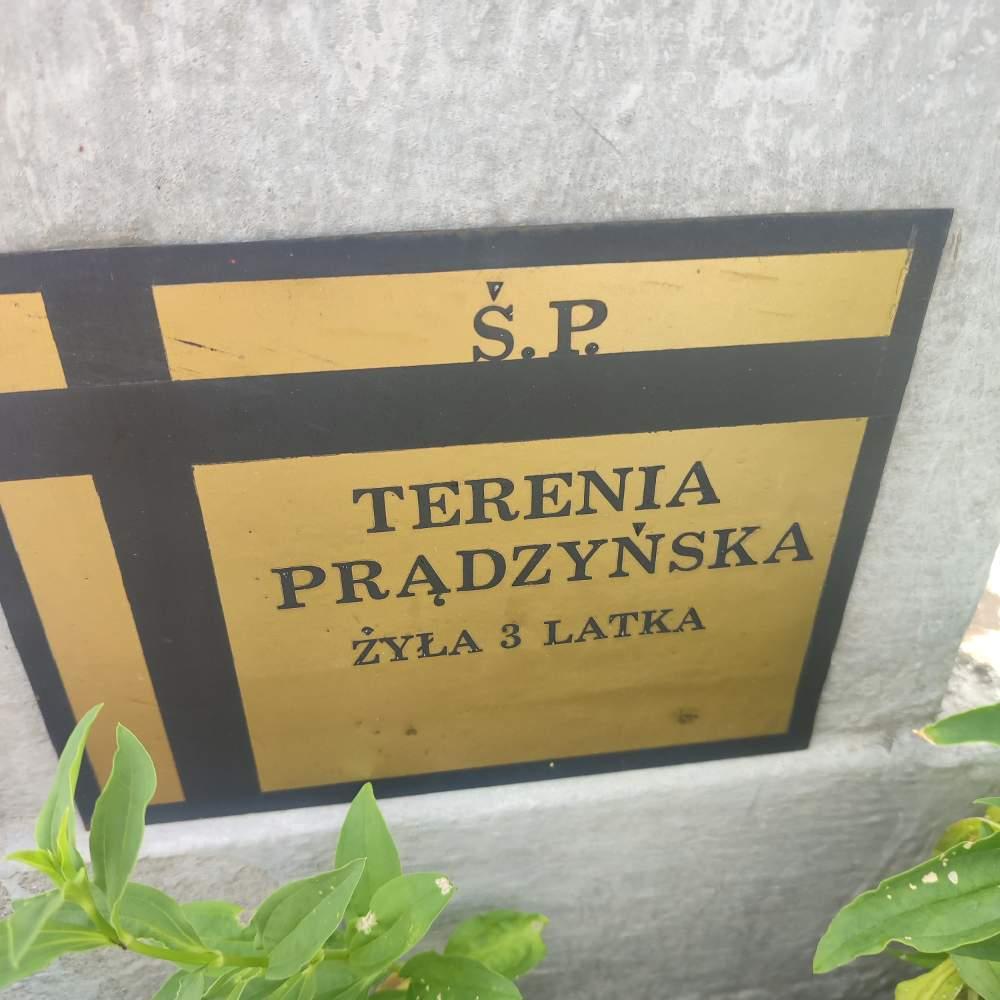 Ś.P.
TERENIA
PRĄDZYŃSKA
ŻYŁA 3 LATKA